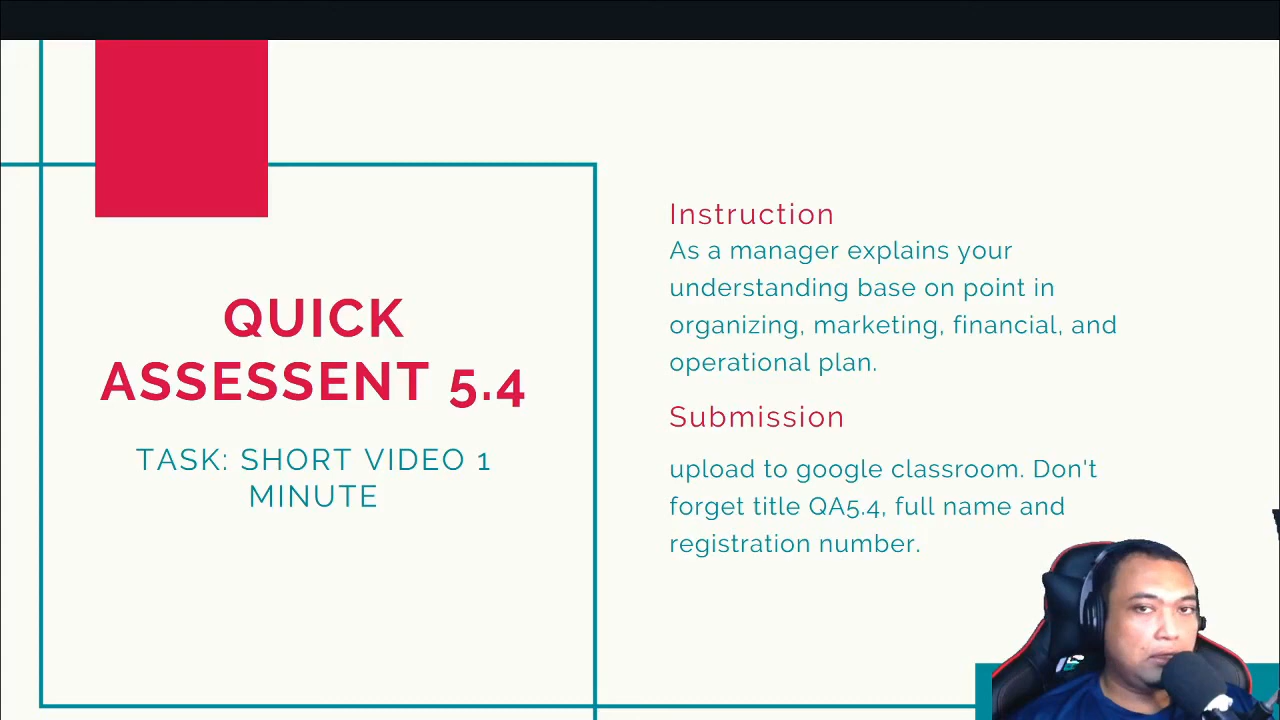 QUICK
ASSESSENT 5.4
TASK: SHORT VIDEO 1
MINUTE
Instruction
As a manager explains your
understanding base on point in
organizing, marketing, financial, and
operational plan.
Submission
upload to google classroom. Don't
forget title QA5.4, full name and
registration number.